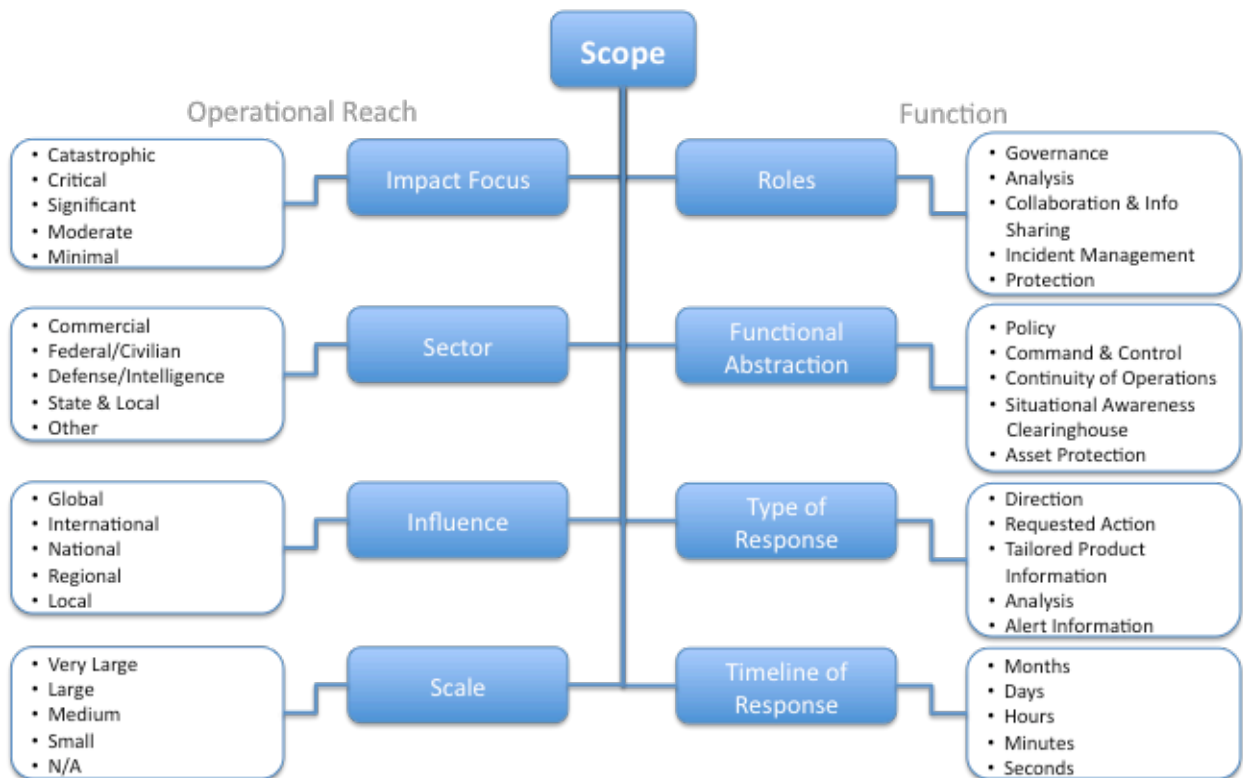 Scope
Operational Reach
Function
• Catastrophic
• Critical
• Significant
• Moderate
• Minimal
Impact Focus
Roles
• Governance
• Analysis
• Collaboration & Info
Sharing
• Incident Management
• Protection
• Commercial
• Federal/Civilian
• Defense/Intelligence
• State & Local
• Other
Sector
Functional
Abstraction
• Policy
• Command & Control
• Continuity of Operations
• Situational Awareness
Clearinghouse
• Asset Protection
• Global
• International
• National
• Regional
• Local
Influence
Type of
Response
• Direction
• Requested Action
• Tailored Product
Information
• Analysis
• Alert Information
• Very Large
• Large
• Medium
• Small
• N/A
Scale
Timeline of
Response
• Months
• Days
• Hours
• Minutes
• Seconds